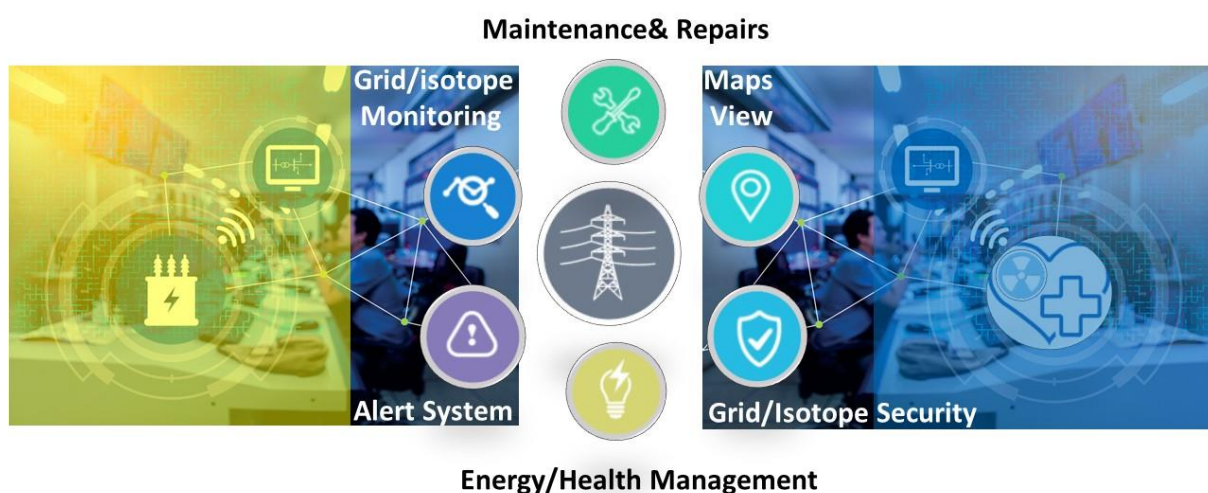 Maintenance& Repairs
Grid/isotope
Monitoring
Maps
View
Alert System
Grid/Isotope Security
Energy/Health Management